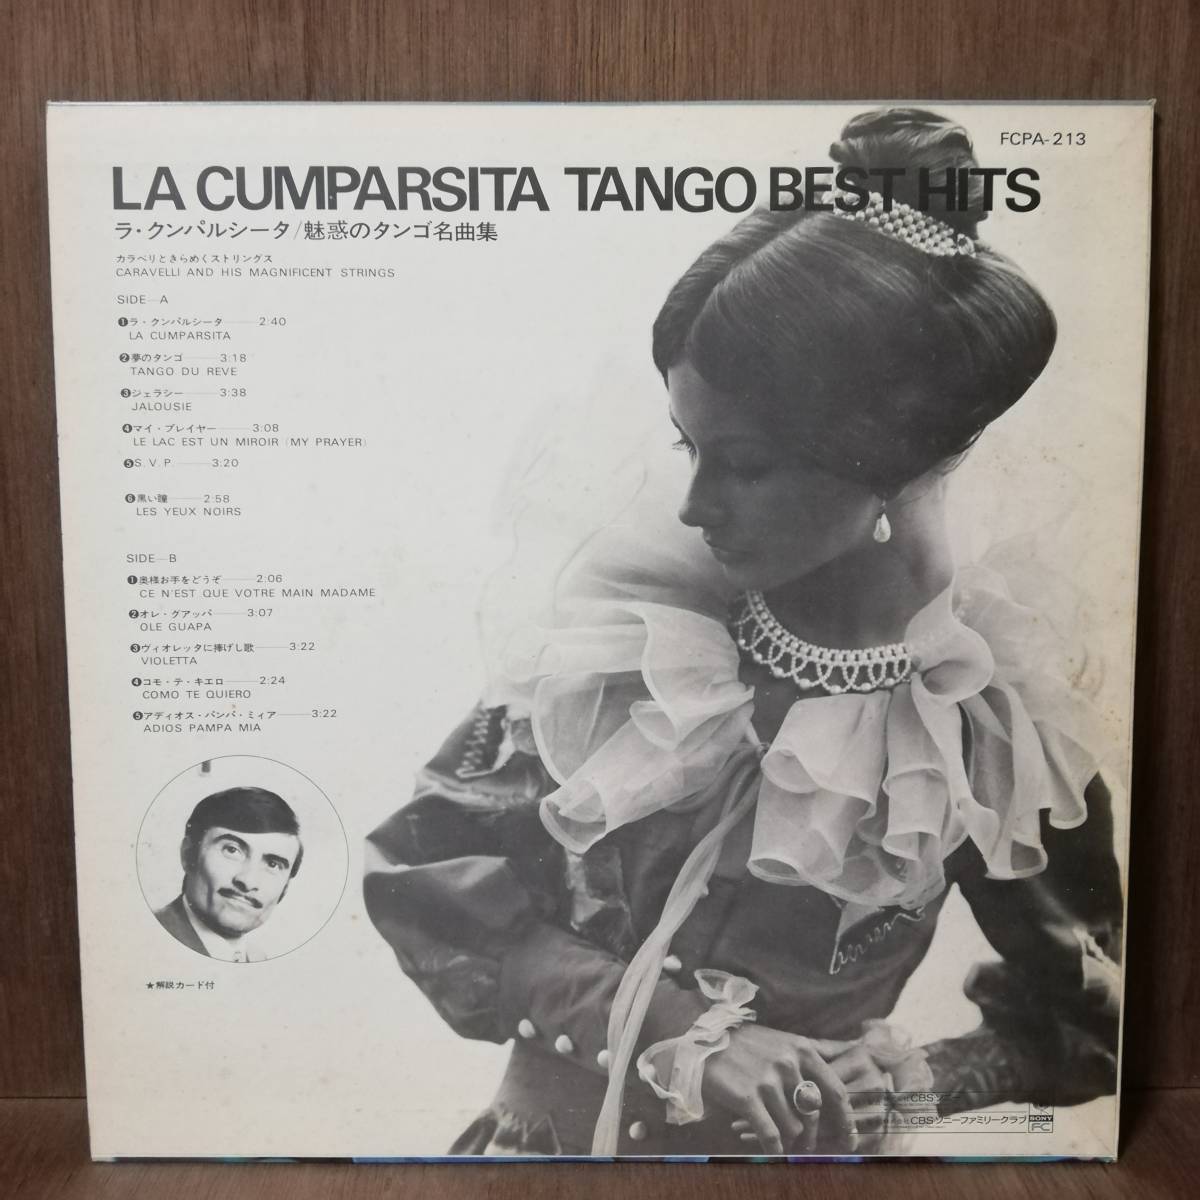 FCPA-213
LA CUMPARSITA TANGO BEST HITS
ラ・クンパルシータ/魅惑のタンゴ名曲集
カラベリときらめくストリングス
CARAVELLI AND HIS MAGNIFICENT STRINGS
SIDE—A
❶ラ・クンパルシータ———2:40
LA CUMPARSITA
❷夢のタンゴ———3:18
TANGO DU REVE
❸ジェラシー———3:38
JALOUSIE
❹マイ・プレイヤー———3:08
LE LAC EST UN MIROIR (MY PRAYER)
❺S.V.P.———3:20
❻黒い瞳———2:58
LES YEUX NOIRS
SIDE—B
❶奥様お手をどうぞ———2:06
CE N'EST QUE VOTRE MAIN MADAME
❷オレ・グアッパ———3:07
OLE GUAPA
❸ヴィオレッタに捧げし歌———3:22
VIOLETTA
❹コモ・テ・キエロ———2:24
COMO TE QUIERO
❺アディオス・パンパ・ミィア———3:22
ADIOS PAMPA MIA
★解説カード付
CBSソニー
CBS・ソニーファミリークラブ
SONY
FC